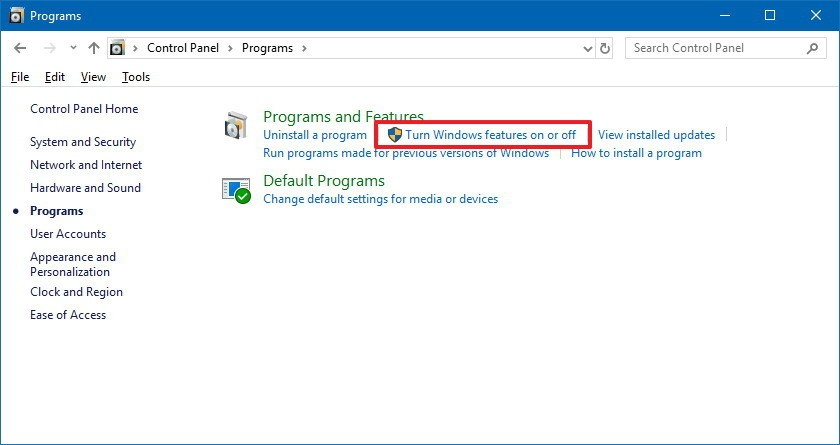 Programs
Control Panel Programs
Search Control Panel
File Edit View Tools
Control Panel Home
System and Security
Network and Internet
Hardware and Sound
Programs
User Accounts
Appearance and
Personalization
Clock and Region
Ease of Access
Programs and Features
Uninstall a program Turn Windows features on or off View installed updates
Run programs made for previous versions of Windows How to install a program
Default Programs
Change default settings for media or devices